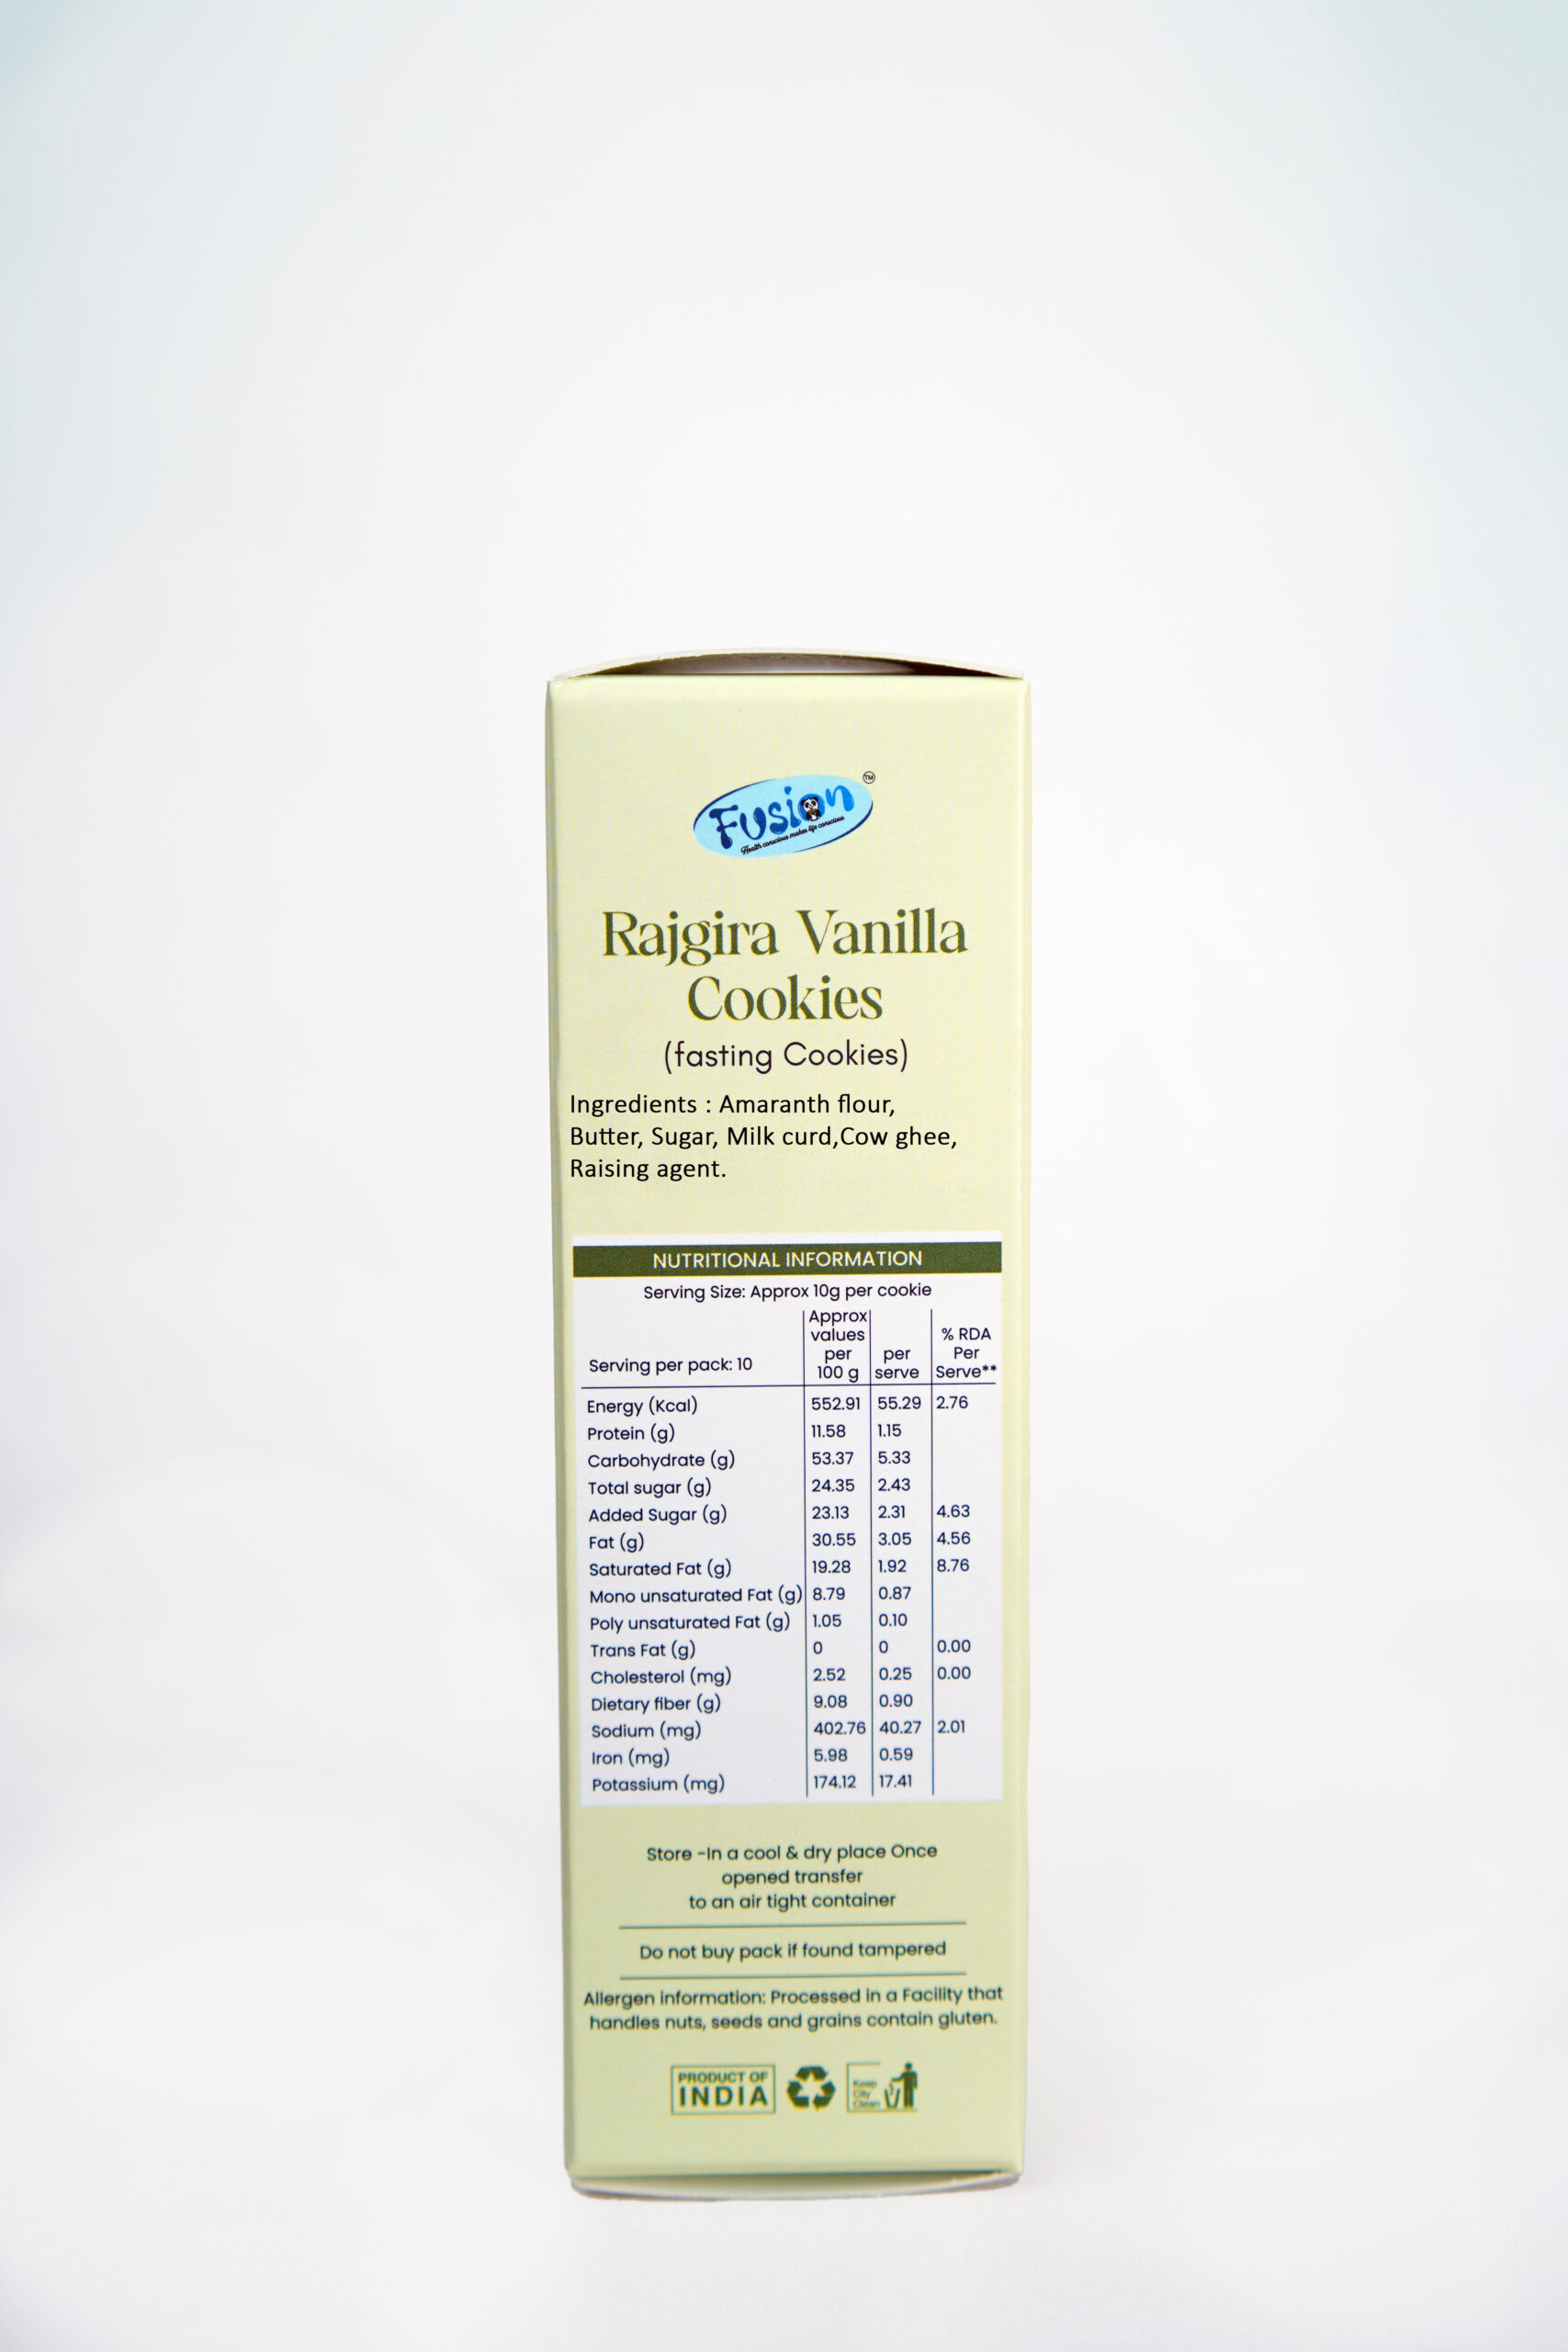 Fusion
TM
Health conscious makes life conscious
Rajgira Vanilla
Cookies
(fasting Cookies)
Ingredients : Amaranth flour,
Butter, Sugar, Milk curd,Cow ghee,
Raising agent.
NUTRITIONAL INFORMATION
Serving Size: Approx 10g per cookie
Serving per pack: 10
Approx
values
per
100 g
per
serve
% RDA
Per
Serve**
Energy (Kcal) 552.91 55.29 2.76
Protein (g) 11.58 1.15
Carbohydrate (g) 53.37 5.33
Total sugar (g) 24.35 2.43
Added Sugar (g) 23.13 2.31 4.63
Fat (g) 30.55 3.05 4.56
Saturated Fat (g) 19.28 1.92 8.76
Mono unsaturated Fat (g) 8.79 0.87
Poly unsaturated Fat (g) 1.05 0.10
Trans Fat (g) 0 0 0.00
Cholesterol (mg) 2.52 0.25 0.00
Dietary fiber (g) 9.08 0.90
Sodium (mg) 402.76 40.27 2.01
Iron (mg) 5.98 0.59
Potassium (mg) 174.12 17.41
Store -In a cool & dry place Once
opened transfer
to an air tight container
Do not buy pack if found tampered
Allergen information: Processed in a Facility that
handles nuts, seeds and grains contain gluten.
PRODUCT OF
INDIA
Keep
City
Clean